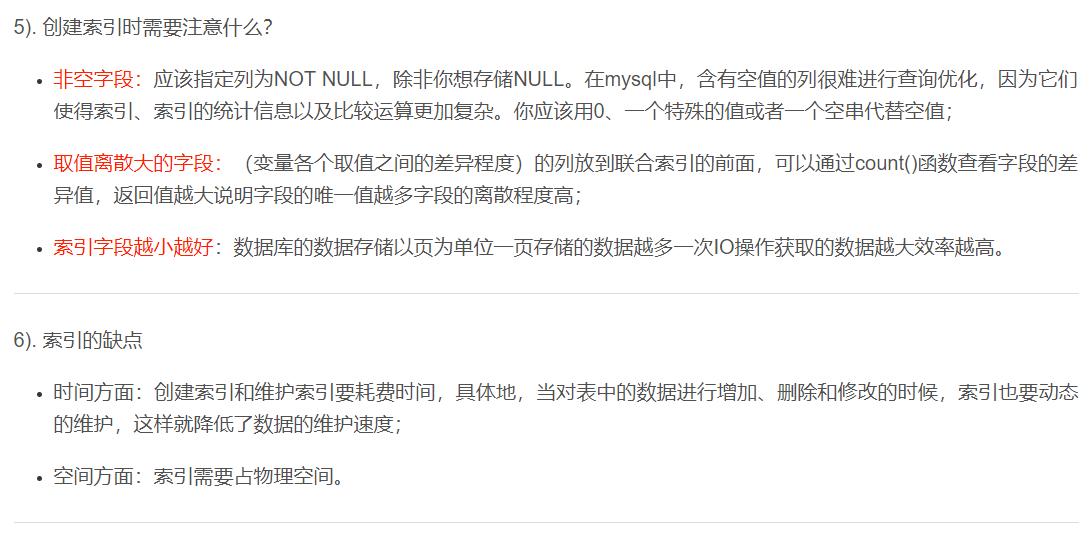 5). 创建索引时需要注意什么？
非空字段：应该指定列为NOT NULL，除非你想存储NULL。在mysql中，含有空值的列很难进行查询优化，因为它们
使得索引、索引的统计信息以及比较运算更加复杂。你应该用0、一个特殊的值或者一个空串代替空值；
取值离散大的字段：（变量各个取值之间的差异程度）的列放到联合索引的前面，可以通过count()函数查看字段的差
异值，返回值越大说明字段的唯一值越多字段的离散程度高；
索引字段越小越好：数据库的数据存储以页为单位一页存储的数据越多一次IO操作获取的数据越大效率越高。
6). 索引的缺点
时间方面：创建索引和维护索引要耗费时间，具体地，当对表中的数据进行增加、删除和修改的时候，索引也要动态
的维护，这样就降低了数据的维护速度；
空间方面：索引需要占物理空间。